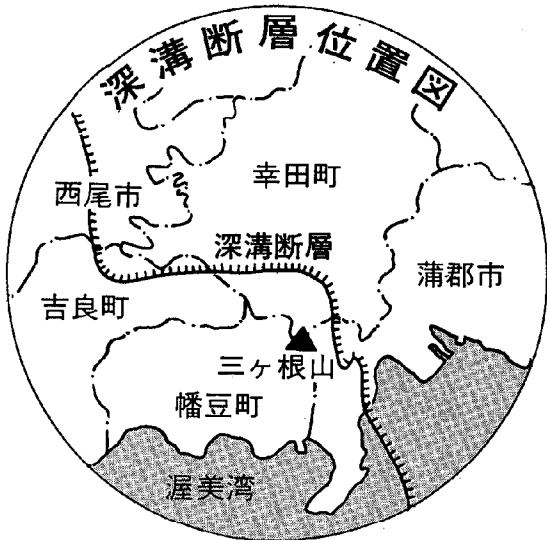 深溝断層位置図
幸田町
西尾市
深溝断層
蒲郡市
吉良町
三ヶ根山
幡豆町
渥美湾